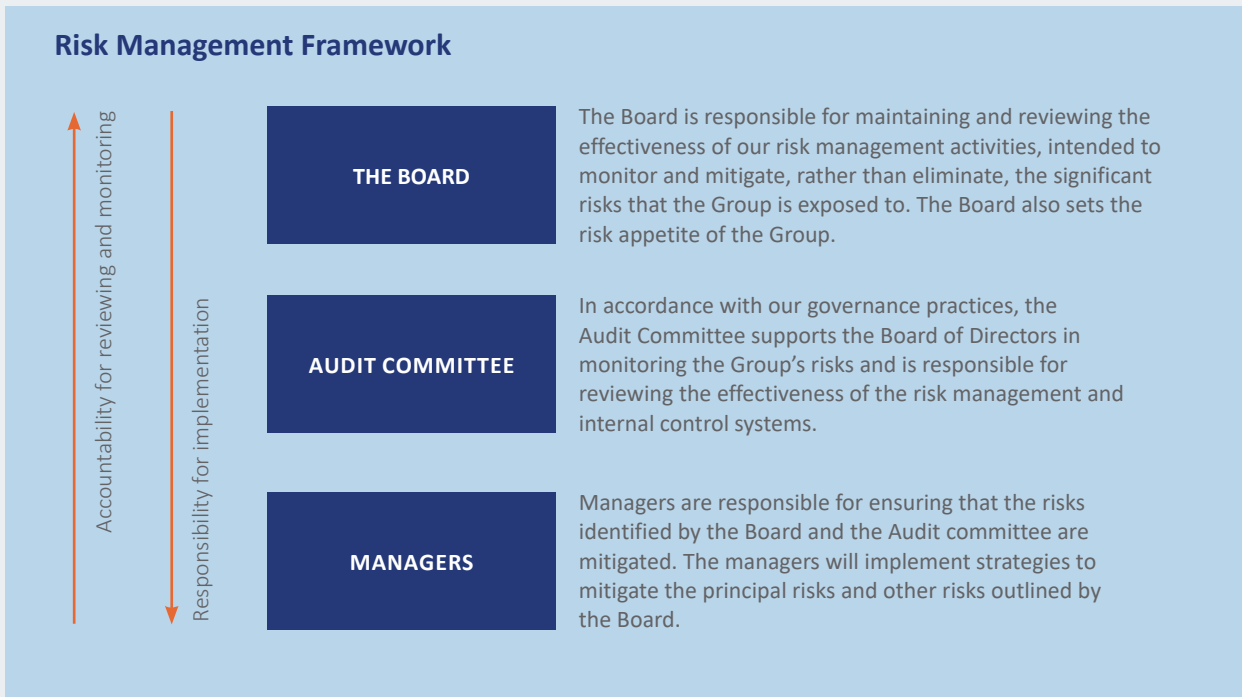 Risk Management Framework
Accountability for reviewing and monitoring
Responsibility for implementation
THE BOARD
The Board is responsible for maintaining and reviewing the
effectiveness of our risk management activities, intended to
monitor and mitigate, rather than eliminate, the significant
risks that the Group is exposed to. The Board also sets the
risk appetite of the Group.
AUDIT COMMITTEE
In accordance with our governance practices, the
Audit Committee supports the Board of Directors in
monitoring the Group’s risks and is responsible for
reviewing the effectiveness of the risk management and
internal control systems.
MANAGERS
Managers are responsible for ensuring that the risks
identified by the Board and the Audit committee are
mitigated. The managers will implement strategies to
mitigate the principal risks and other risks outlined by
the Board.